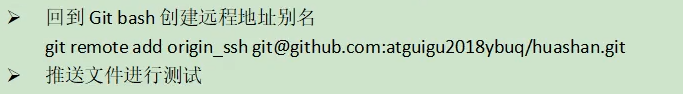 ➢ 回到 Git bash 创建远程地址别名
git remote add origin_ssh git@github.com:atguigu2018ybuq/huashan.git
➢ 推送文件进行测试